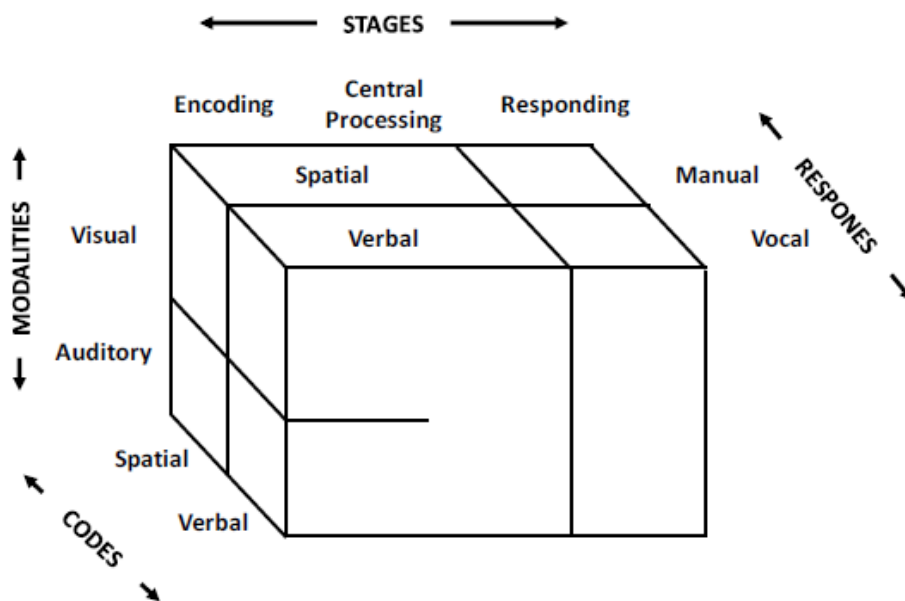 STAGES
Encoding
Central
Processing
Responding
Spatial
Manual
Verbal
Vocal
RESPONES
MODALITIES
Visual
Auditory
Spatial
Verbal
CODES